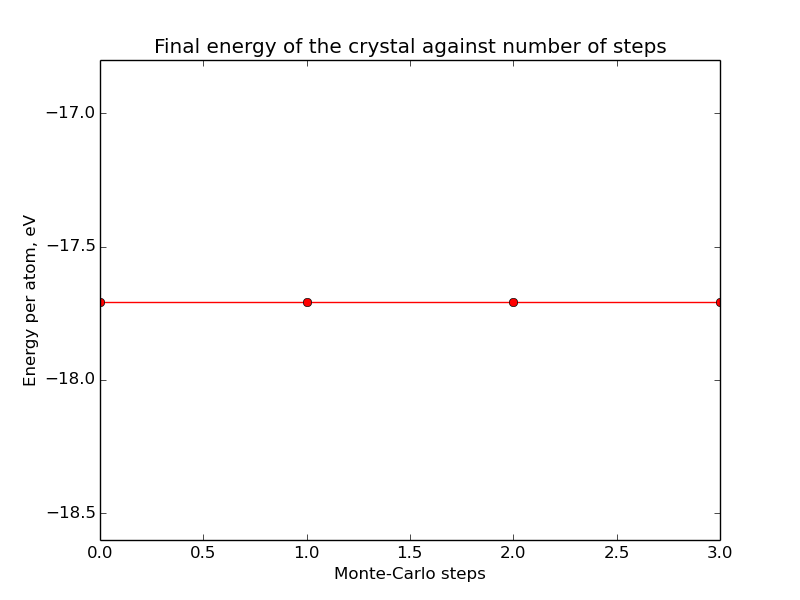 Final energy of the crystal against number of steps
−17.0
−17.5
−18.0
−18.5
Energy per atom, eV
0.0 0.5 1.0 1.5 2.0 2.5 3.0
Monte-Carlo steps